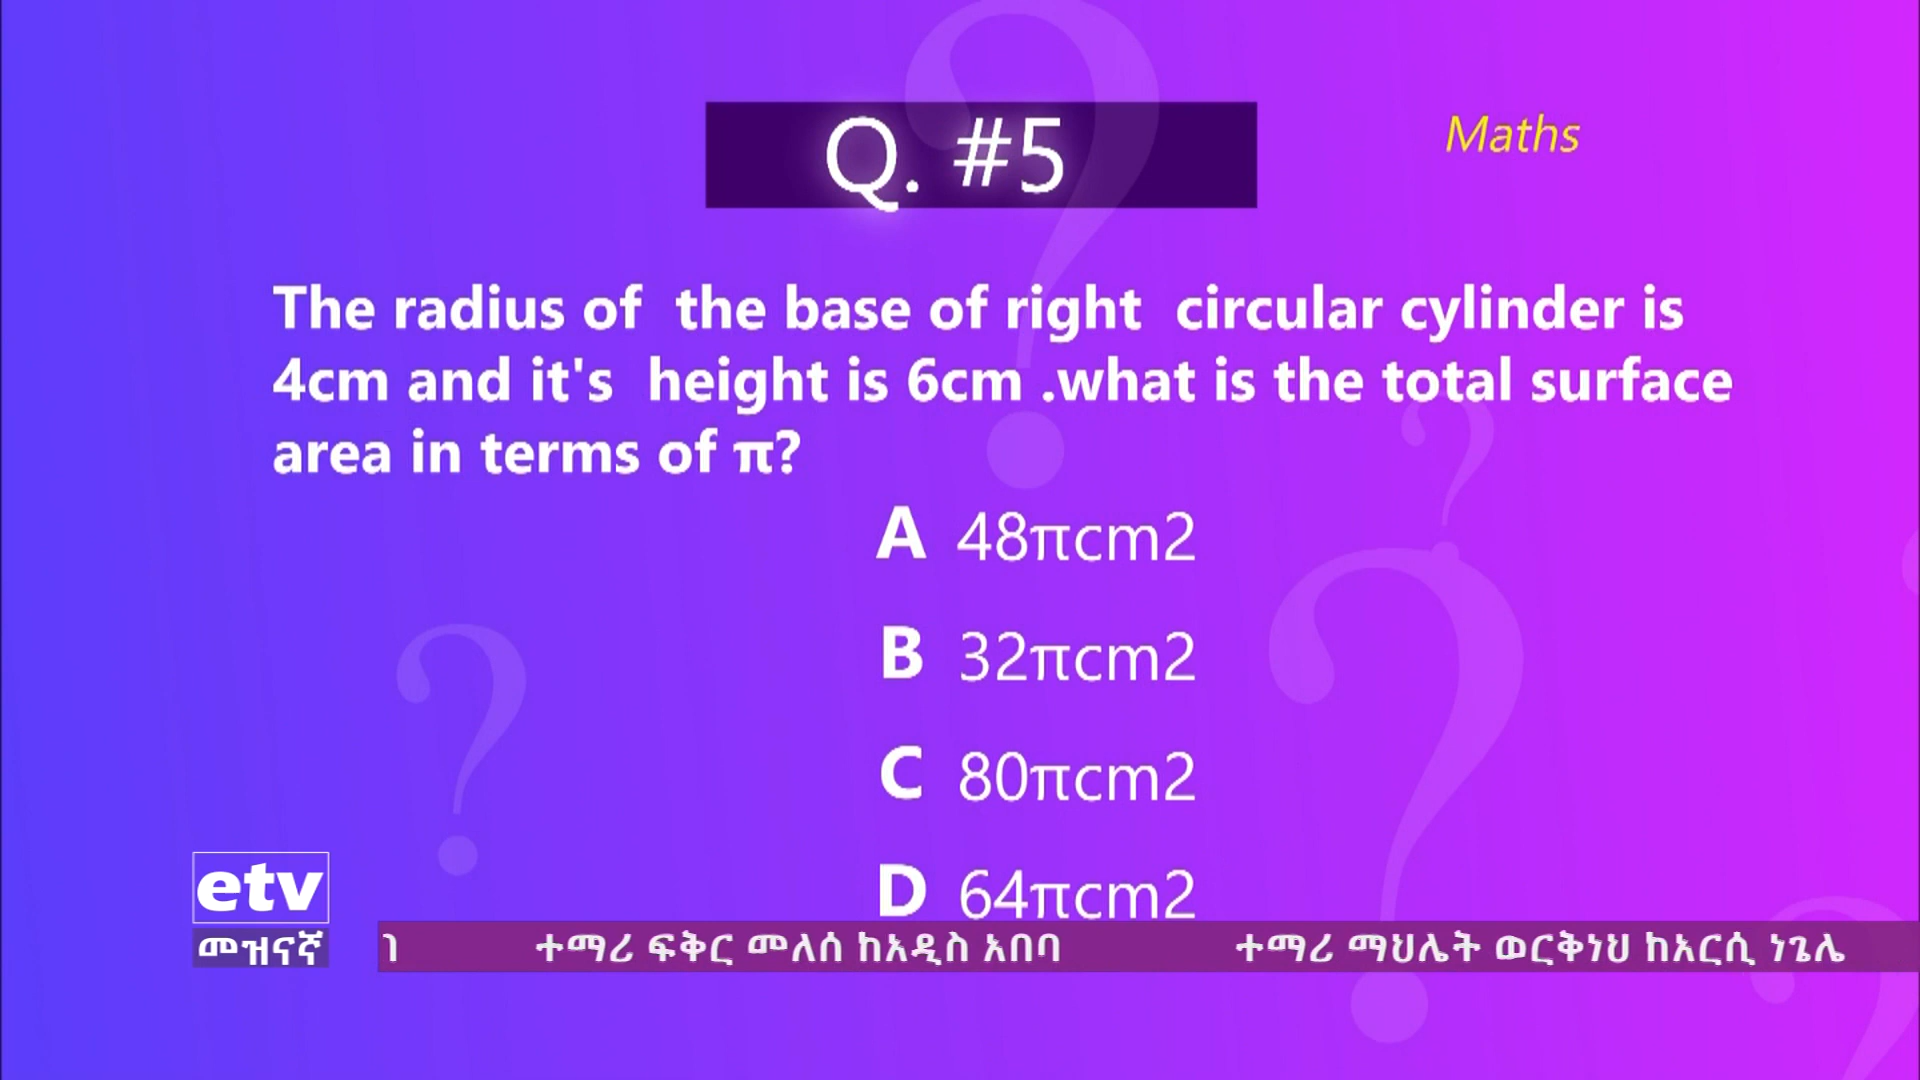 Q. #5
Maths
The radius of the base of right circular cylinder is
4cm and it's height is 6cm .what is the total surface
area in terms of π?
A 48πcm2
B 32πcm2
C 80πcm2
D 64πcm2
etv
መዝናኛ
ተማሪ ፍቅር መለሰ ከአዲስ አበባ ተማሪ ማህሌት ወርቅነህ ከአርሲ ነጌሌ